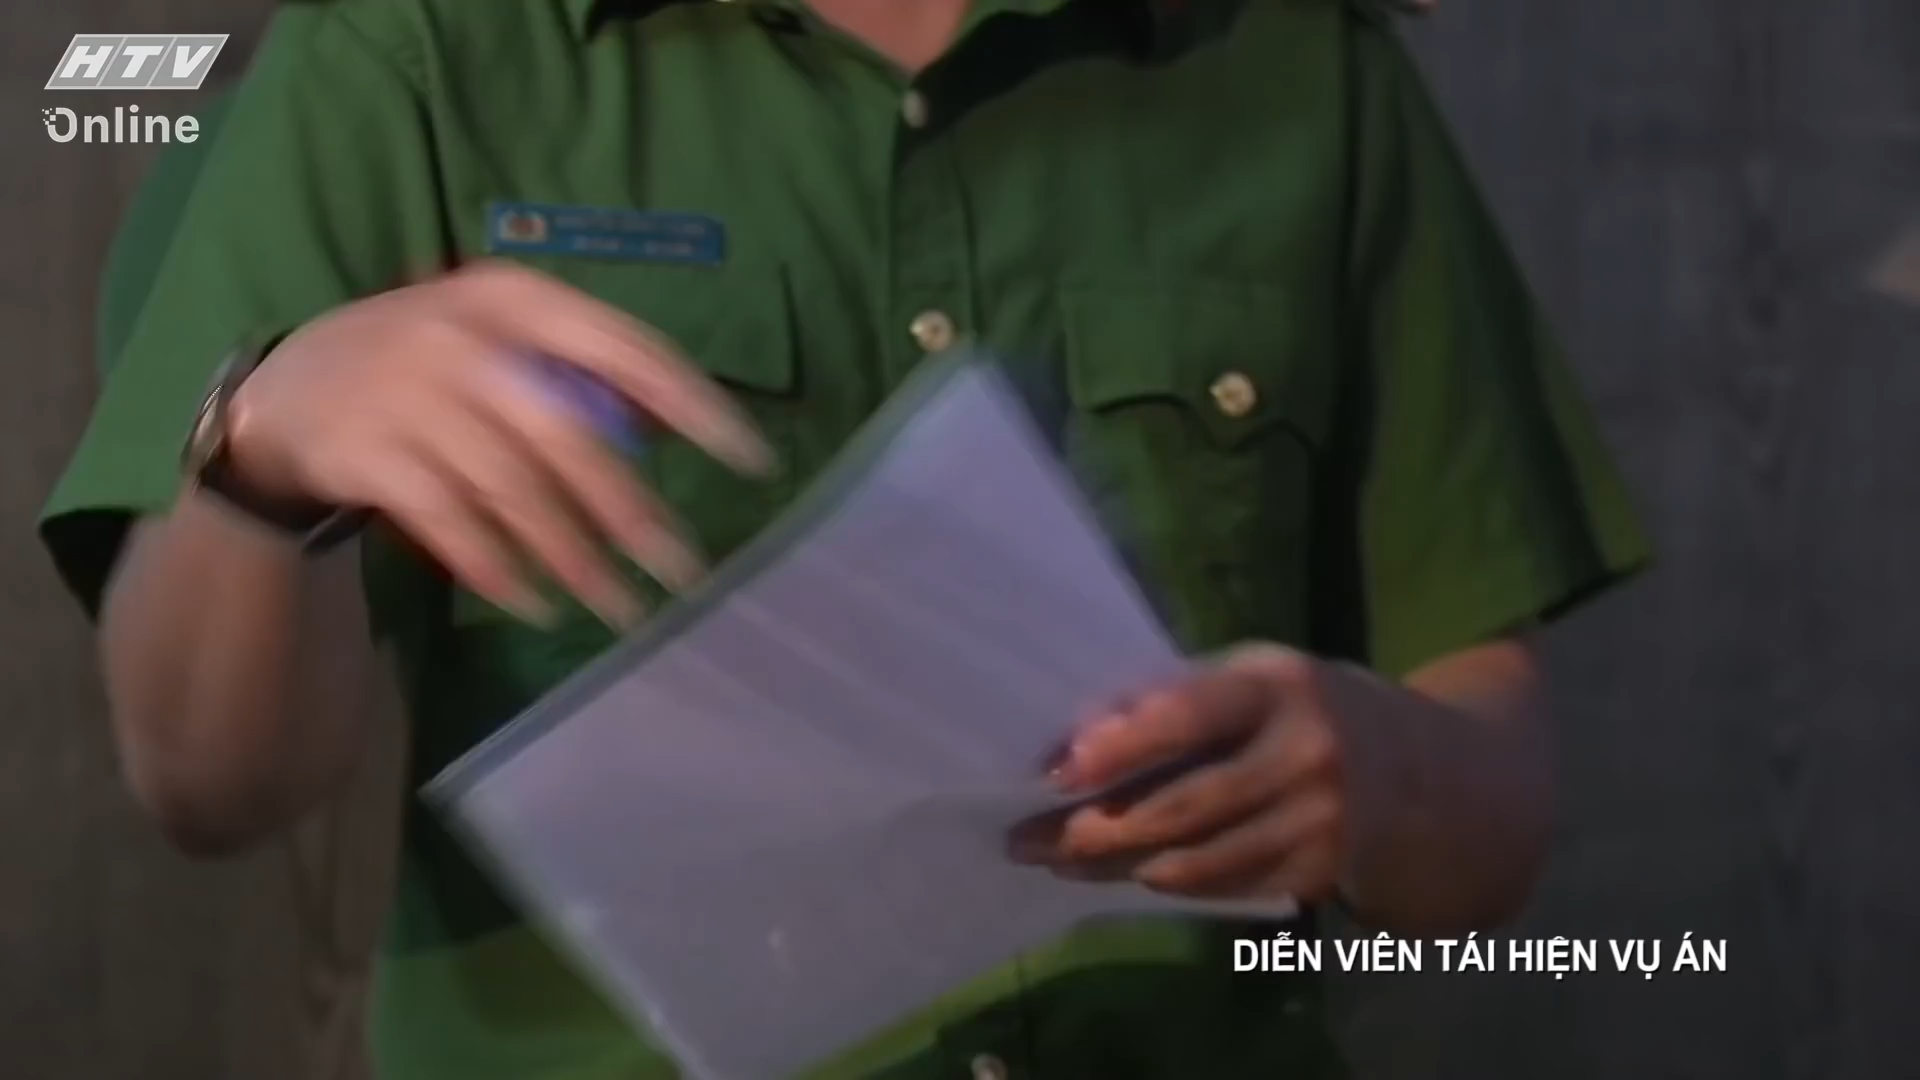 HTV
Online
DIỄN VIÊN TÁI HIỆN VỤ ÁN